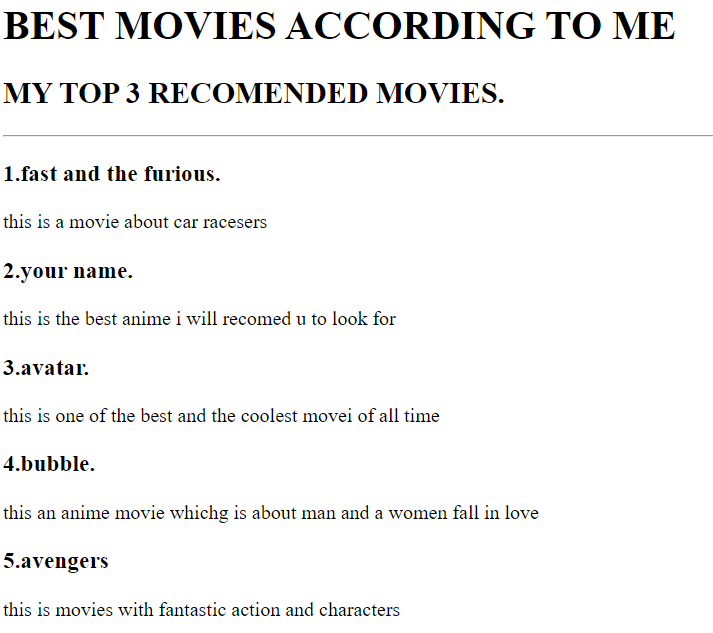 BEST MOVIES ACCORDING TO ME
MY TOP 3 RECOMENDED MOVIES.
1.fast and the furious.
this is a movie about car racesers
2.your name.
this is the best anime i will recomed u to look for
3.avatar.
this is one of the best and the coolest movei of all time
4.bubble.
this an anime movie whichg is about man and a women fall in love
5.avengers
this is movies with fantastic action and characters